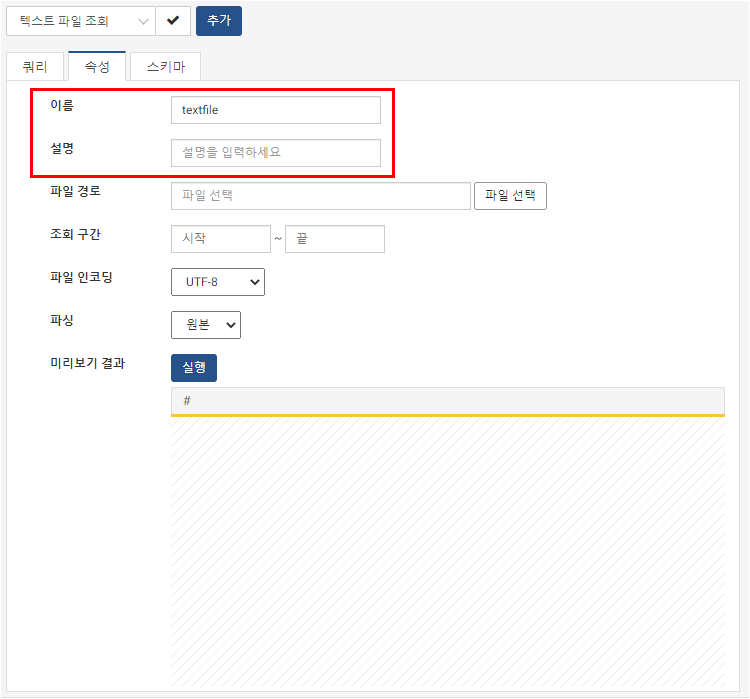 텍스트 파일 조회 추가
쿼리 속성 스키마
이름 textfile
설명 설명을 입력하세요
파일 경로 파일 선택 파일 선택
조회 구간 시작 ~ 끝
파일 인코딩 UTF-8
파싱 원본
미리보기 결과 실행
#